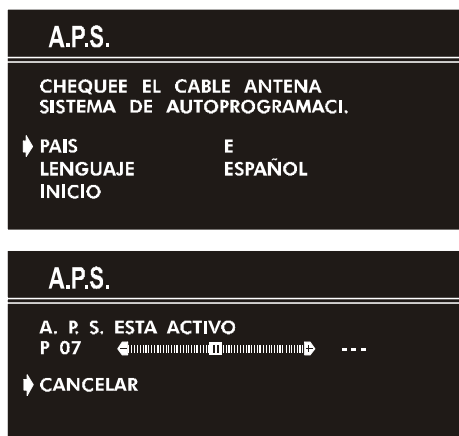 A.P.S.
CHEQUEE EL CABLE ANTENA
SISTEMA DE AUTOPROGRAMACI.
PAIS E
LENGUAJE ESPAÑOL
INICIO
A.P.S.
A. P. S. ESTA ACTIVO
P 07 - + ---
CANCELAR